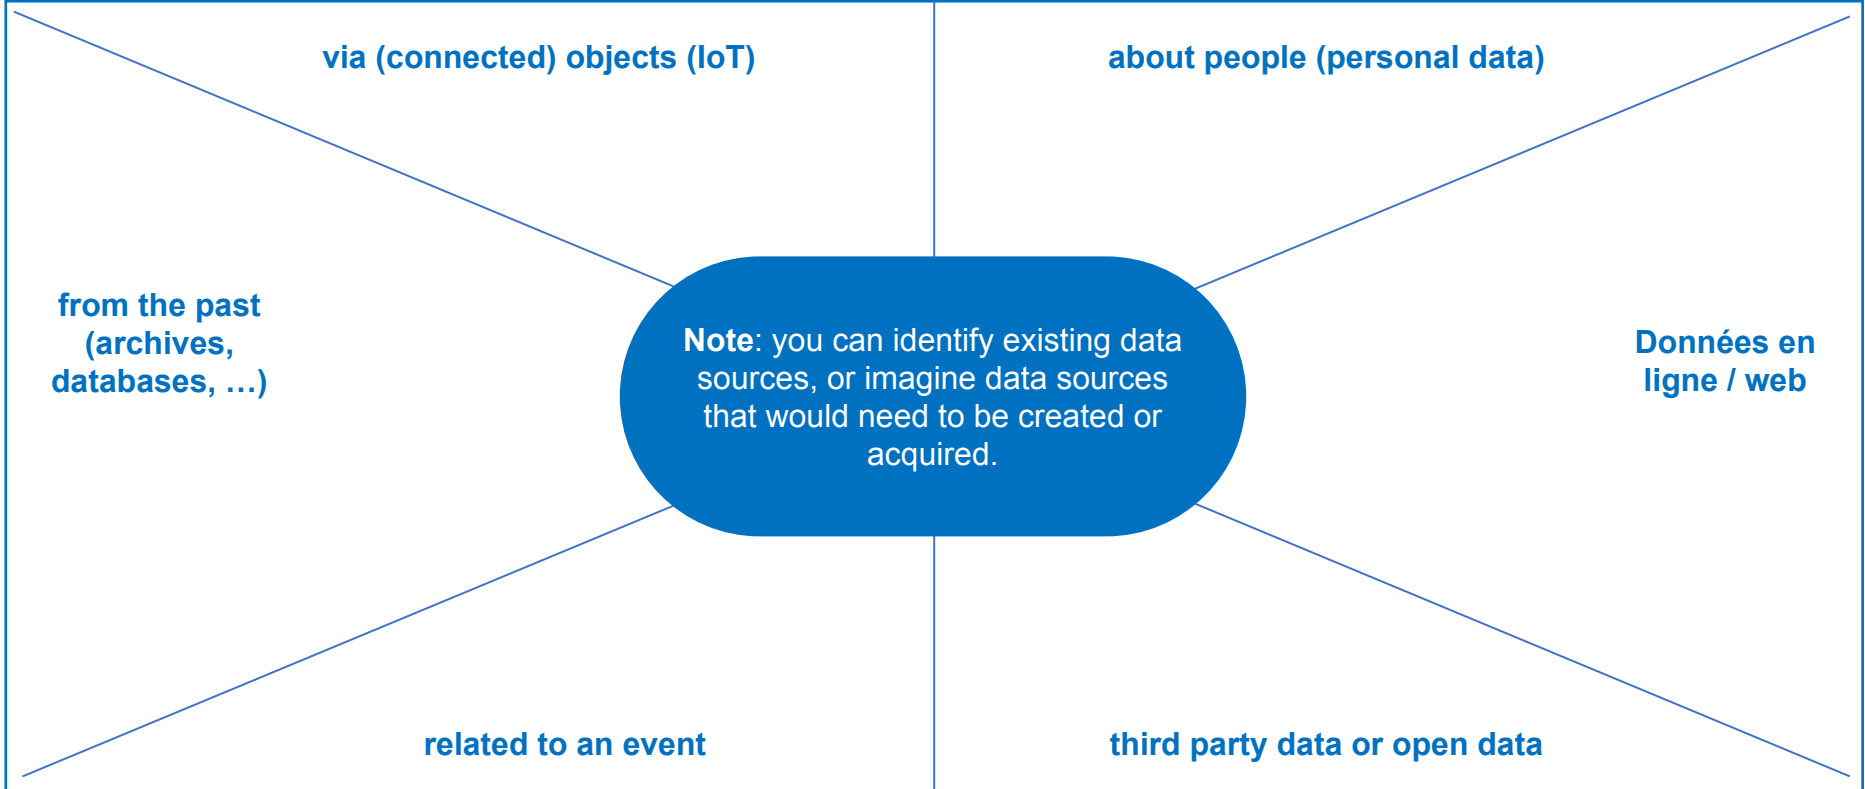 via (connected) objects (IoT)
about people (personal data)
from the past
(archives,
databases, …)
Note: you can identify existing data
sources, or imagine data sources
that would need to be created or
acquired.
Données en
ligne / web
related to an event
third party data or open data